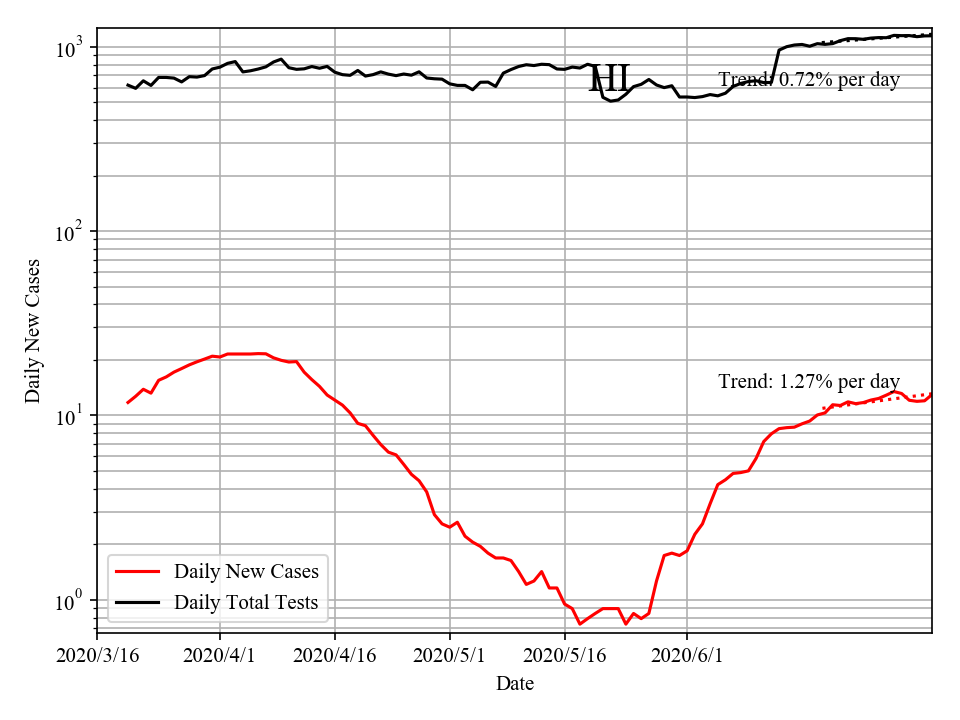 10³
HI
Trend: 0.72% per day
10²
Daily New Cases
Trend: 1.27% per day
10¹
Daily New Cases
Daily Total Tests
10⁰
2020/3/16 2020/4/1 2020/4/16 2020/5/1 2020/5/16 2020/6/1
Date